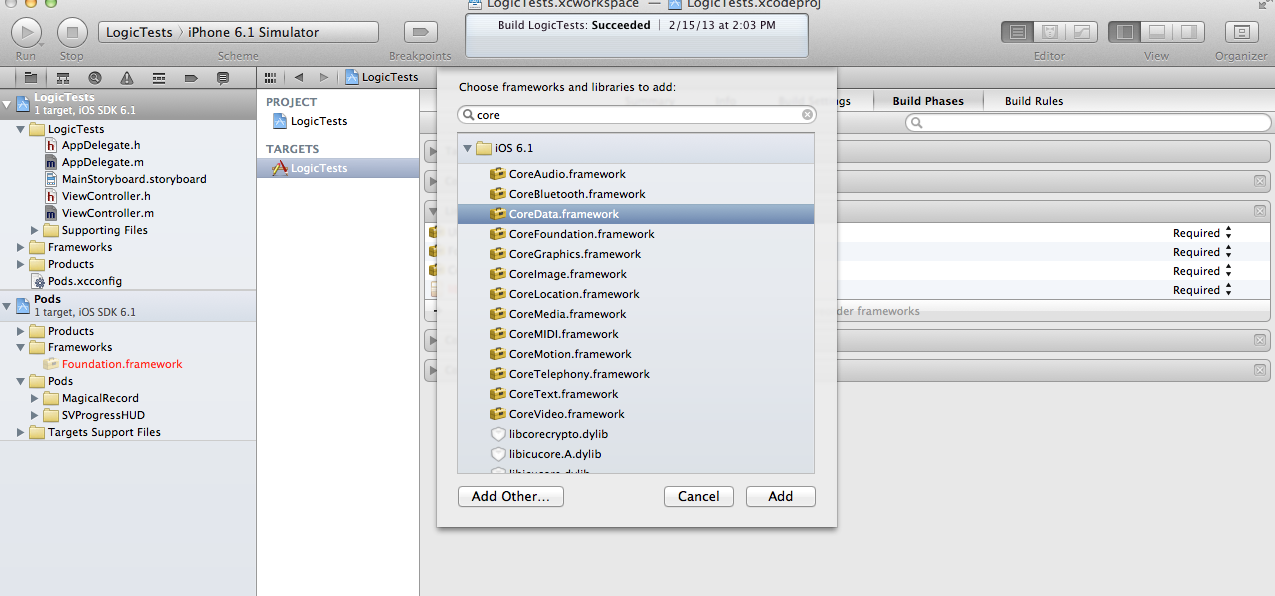 LogicTests.xcworkspace — LogicTests.xcodeproj
LogicTests 〉 iPhone 6.1 Simulator
Build LogicTests: Succeeded | 2/15/13 at 2:03 PM
Run
Stop
Scheme
Breakpoints
Editor
View
Organizer
LogicTests
1 target, iOS SDK 6.1
LogicTests
AppDelegate.h
AppDelegate.m
MainStoryboard.storyboard
ViewController.h
ViewController.m
Supporting Files
Frameworks
Products
Pods.xcconfig
Pods
1 target, iOS SDK 6.1
Products
Frameworks
Foundation.framework
Pods
MagicalRecord
SVProgressHUD
Targets Support Files
LogicTests
PROJECT
LogicTests
TARGETS
LogicTests
Choose frameworks and libraries to add:
core
iOS 6.1
CoreAudio.framework
CoreBluetooth.framework
CoreData.framework
CoreFoundation.framework
CoreGraphics.framework
CoreImage.framework
CoreLocation.framework
CoreMedia.framework
CoreMIDI.framework
CoreMotion.framework
CoreTelephony.framework
CoreText.framework
CoreVideo.framework
libcorecrypto.dylib
libicucore.A.dylib
libicucore.dylib
Add Other...
Cancel
Add
Build Phases
Build Rules
Required
Required
Required
Required
frameworks